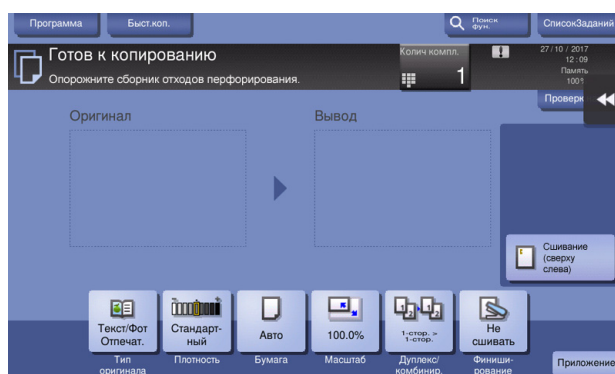 Программа
Быст.коп.
Поиск
фун.
СписокЗаданий
Готов к копированию
Опорожните сборник отходов перфорирования.
Колич компл.
1
27/10 / 2017
12 : 09
Память
100%
Проверк
Оригинал
Вывод
Сшивание
(сверху
слева)
Текст/Фот
Отпечат.
Стандарт-
ный
Авто
100.0%
1-стор. >
1-стор.
Не
сшивать
Тип
оригинала
Плотность
Бумага
Масштаб
Дуплекс/
комбинир.
Финиши-
рование
Приложение